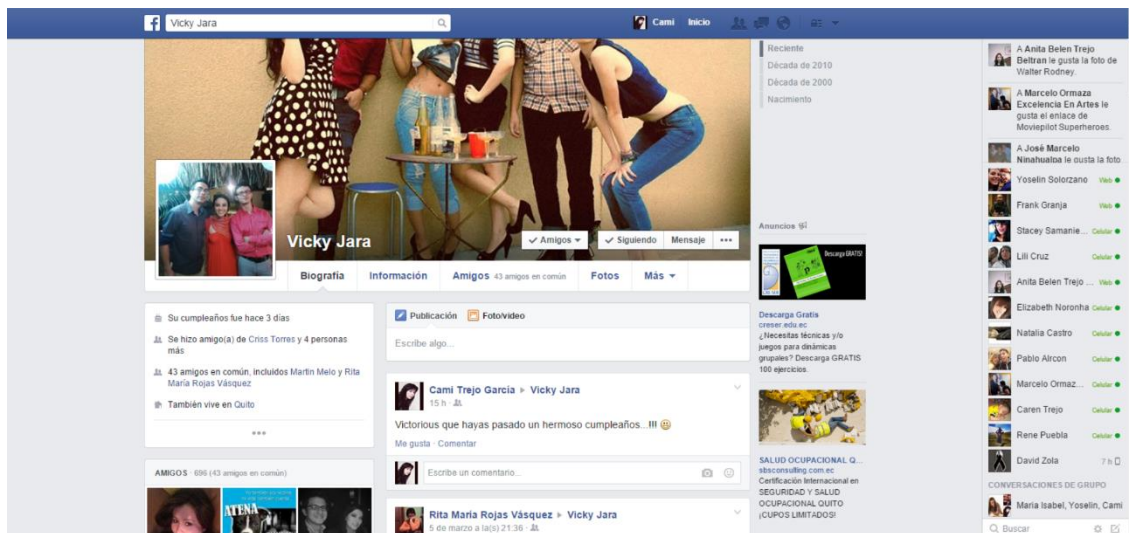 f
Vicky Jara
Cami
Inicio
Vicky Jara
Amigos
Siguiendo
Mensaje
Biografía
Información
Amigos 43 amigos en común
Fotos
Más
Su cumpleaños fue hace 3 días
Se hizo amigo(a) de Criss Torres y 4 personas
más
43 amigos en común, incluidos Martin Melo y Rita
María Rojas Vásquez
También vive en Quito
AMIGOS · 696 (43 amigos en común)
ATENA
Publicación
Foto/video
Escribe algo...
Cami Trejo García ▸ Vicky Jara
15 h ·
Victorious que hayas pasado un hermoso cumpleaños...!!!
Me gusta · Comentar
Escribe un comentario...
Rita María Rojas Vásquez ▸ Vicky Jara
5 de marzo a la(s) 21:36 ·
Reciente
Década de 2010
Década de 2000
Nacimiento
Anuncios
Descarga GRATIS!
Descarga Gratis
creser.edu.ec
¿Necesitas técnicas y/o
juegos para dinámicas
grupales? Descarga GRATIS
100 ejercicios.
SALUD OCUPACIONAL Q...
sbsconsulting.com.ec
Certificación Internacional en
SEGURIDAD Y SALUD
OCUPACIONAL QUITO
¡CUPOS LIMITADOS!
A Anita Belen Trejo
Beltran le gusta la foto de
Walter Rodney.
A Marcelo Ormaza
Excelencia En Artes le
gusta el enlace de
Moviepilot Superheroes.
A José Marcelo
Ninahualpa le gusta la foto
Yoselin Solorzano Web
Frank Granja Web
Stacey Samanie... Celular
Lili Cruz Celular
Anita Belen Trejo ... Web
Elizabeth Noronha Celular
Natalia Castro Celular
Pablo Aircon Celular
Marcelo Ormaz... Celular
Caren Trejo Celular
Rene Puebla Celular
David Zola 7 h
CONVERSACIONES DE GRUPO
Maria Isabel, Yoselin, Cami
Buscar